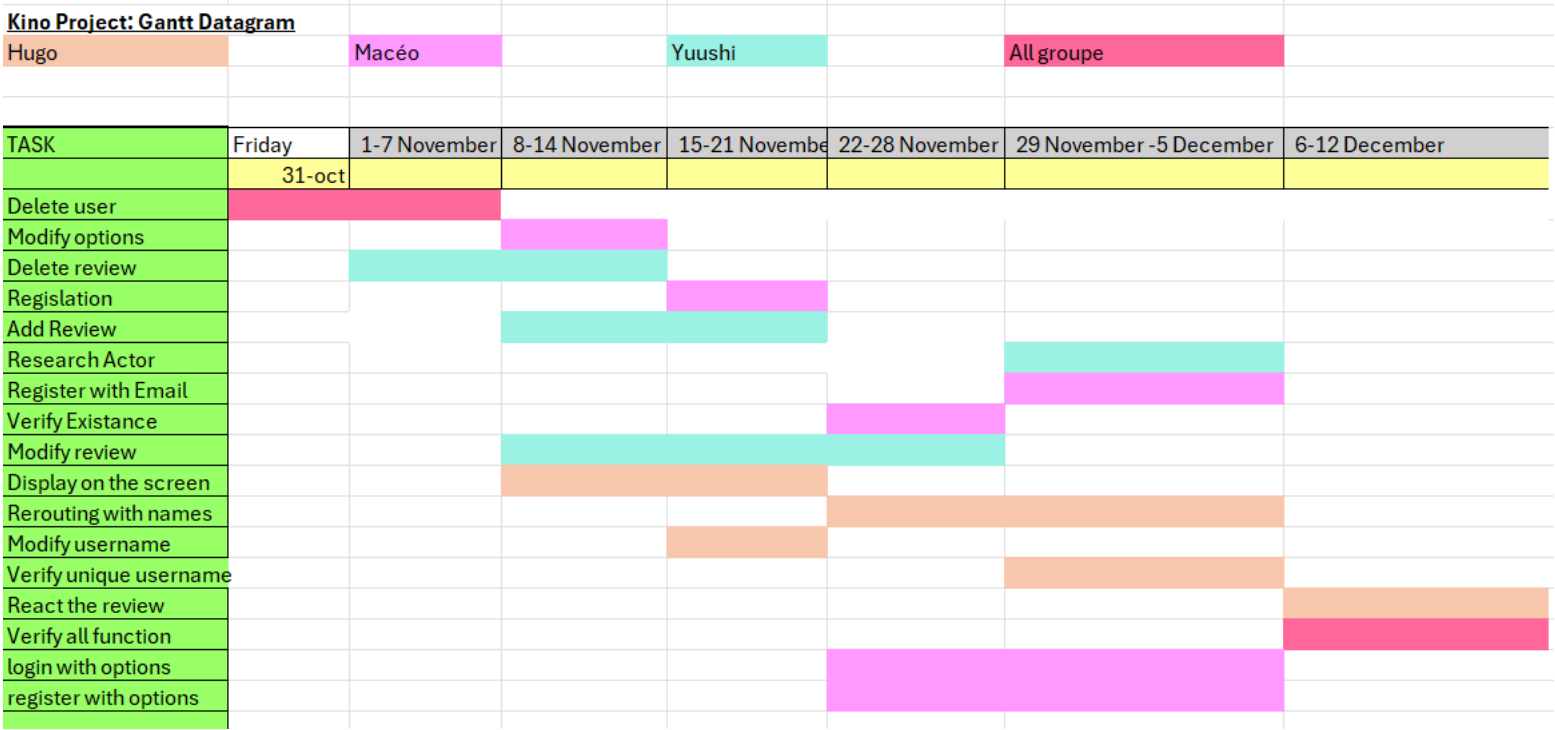 Kino Project: Gantt Datagram
Hugo Macéo Yuushi All groupe
TASK Friday 1-7 November 8-14 November 15-21 Novembe 22-28 November 29 November -5 December 6-12 December
31-oct
Delete user
Modify options
Delete review
Regislation
Add Review
Research Actor
Register with Email
Verify Existance
Modify review
Display on the screen
Rerouting with names
Modify username
Verify unique username
React the review
Verify all function
login with options
register with options